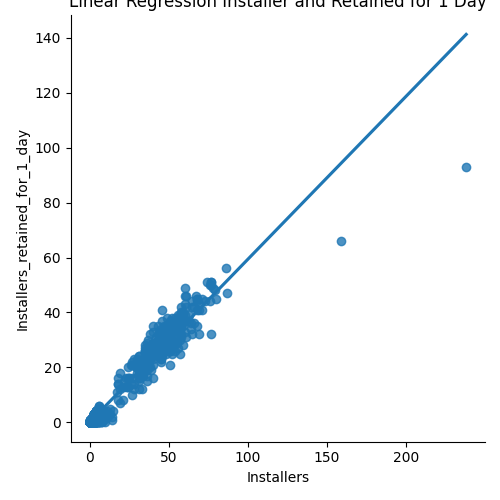 Linear Regression Installer and Retained for 1 Day
140
120
100
80
60
40
20
0
Installers_retained_for_1_day
0 50 100 150 200
Installers